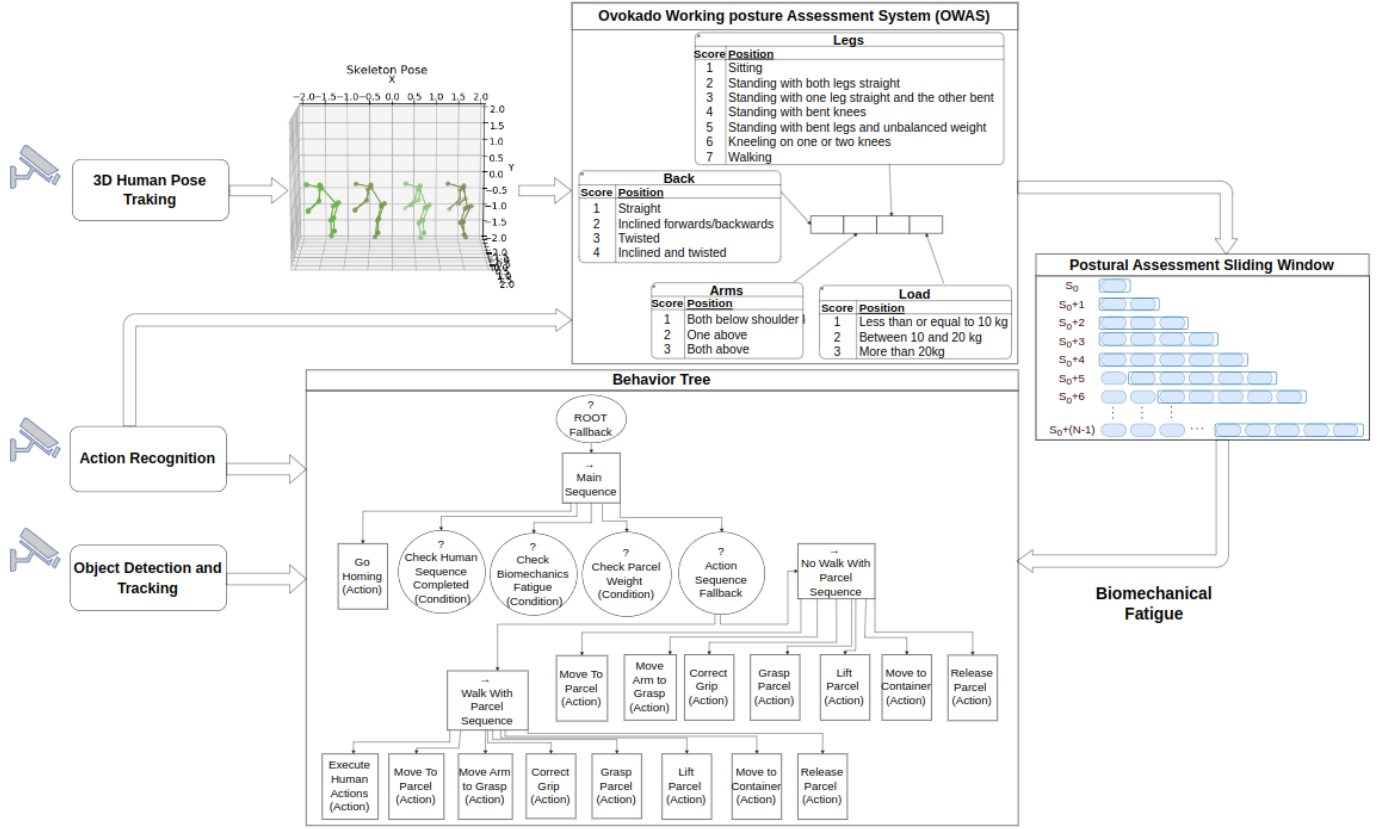 Ovokado Working posture Assessment System (OWAS)
Legs
Score Position
1 Sitting
2 Standing with both legs straight
3 Standing with one leg straight and the other bent
4 Standing with bent knees
5 Standing with bent legs and unbalanced weight
6 Kneeling on one or two knees
7 Walking
Skeleton Pose
X
−2.0 −1.5 −1.0 −0.5 0.0 0.5 1.0 1.5 2.0
2.0
1.5
1.0
0.5
0.0
Y
−0.5
−1.0
−1.5
−2.0
2.0
3D Human Pose
Traking
Back
Score Position
1 Straight
2 Inclined forwards/backwards
3 Twisted
4 Inclined and twisted
Arms
Score Position
1 Both below shoulder
2 One above
3 Both above
Load
Score Position
1 Less than or equal to 10 kg
2 Between 10 and 20 kg
3 More than 20kg
Postural Assessment Sliding Window
S0
S0+1
S0+2
S0+3
S0+4
S0+5
S0+6
S0+(N-1) ...
Biomechanical
Fatigue
Action Recognition
Object Detection and
Tracking
Behavior Tree
?
ROOT
Fallback
→
Main
Sequence
Go
Homing
(Action)
?
Check Human
Sequence
Completed
(Condition)
?
Check
Biomechanics
Fatigue
(Condition)
?
Check Parcel
Weight
(Condition)
?
Action
Sequence
Fallback
→
No Walk With
Parcel
Sequence
Move To
Parcel
(Action)
Move
Arm to
Grasp
(Action)
Correct
Grip
(Action)
Grasp
Parcel
(Action)
Lift
Parcel
(Action)
Move to
Container
(Action)
Release
Parcel
(Action)
→
Walk With
Parcel
Sequence
Execute
Human
Actions
(Action)
Move To
Parcel
(Action)
Move Arm
to Grasp
(Action)
Correct
Grip
(Action)
Grasp
Parcel
(Action)
Lift
Parcel
(Action)
Move to
Container
(Action)
Release
Parcel
(Action)